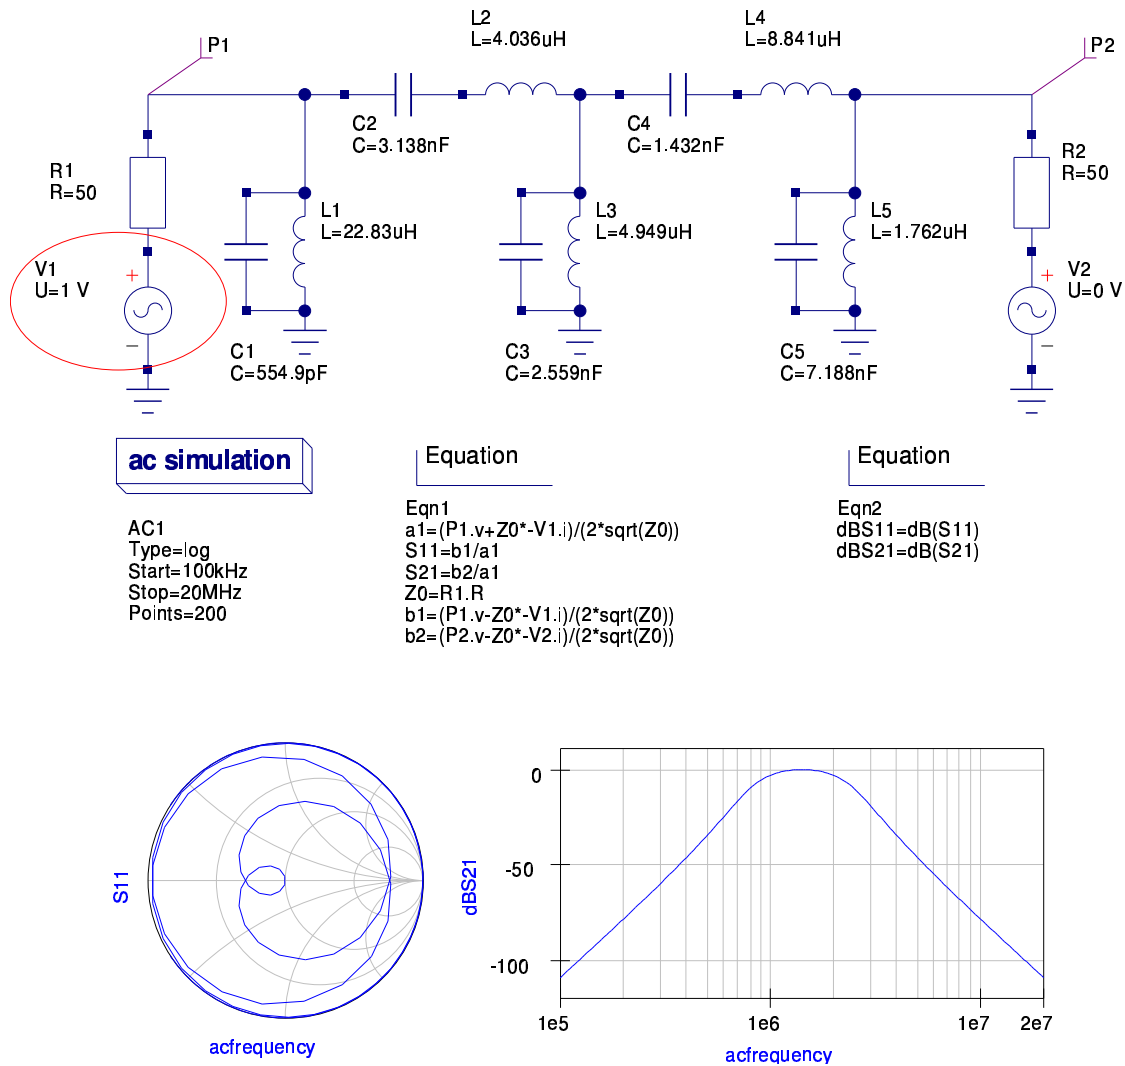 P1
L2
L=4.036uH
L4
L=8.841uH
P2
C2
C=3.138nF
C4
C=1.432nF
R1
R=50
R2
R=50
L1
L=22.83uH
L3
L=4.949uH
L5
L=1.762uH
V1
U=1 V
+
−
V2
U=0 V
+
−
C1
C=554.9pF
C3
C=2.559nF
C5
C=7.188nF
ac simulation
AC1
Type=log
Start=100kHz
Stop=20MHz
Points=200
Equation
Eqn1
a1=(P1.v+Z0*-V1.i)/(2*sqrt(Z0))
S11=b1/a1
S21=b2/a1
Z0=R1.R
b1=(P1.v-Z0*-V1.i)/(2*sqrt(Z0))
b2=(P2.v-Z0*-V2.i)/(2*sqrt(Z0))
Equation
Eqn2
dBS11=dB(S11)
dBS21=dB(S21)
S11
acfrequency
dBS21
0
-50
-100
1e5
1e6
1e7
2e7
acfrequency